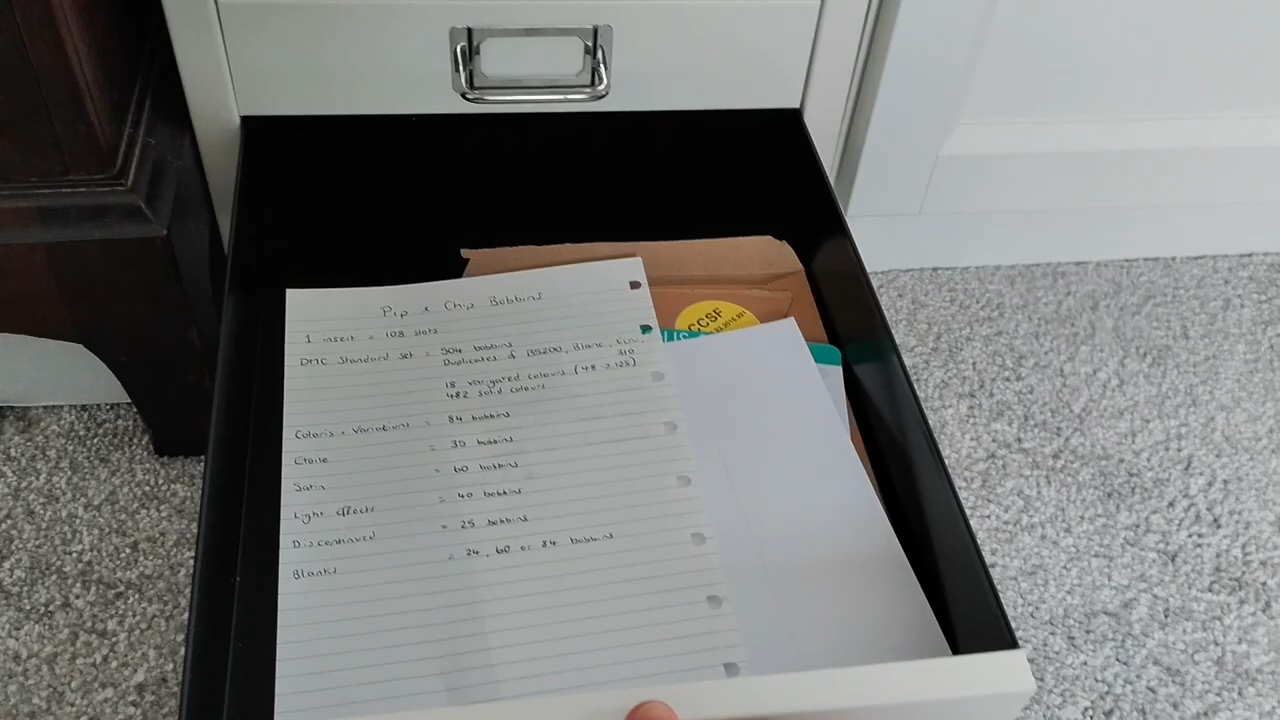 Pip & Chip Bobbins
1 insert = 108 slots
DMC Standard set = 504 bobbins
Duplicates of B5200, Blanc, Ecru,
310
18 varigated colours (48 -> 125)
482 solid colours
Coloris + Variations = 84 bobbins
Etoile = 35 bobbins
Satin = 60 bobbins
Light effects = 40 bobbins
Discontinued = 25 bobbins
Blanks = 24, 60 or 84 bobbins
CCSF